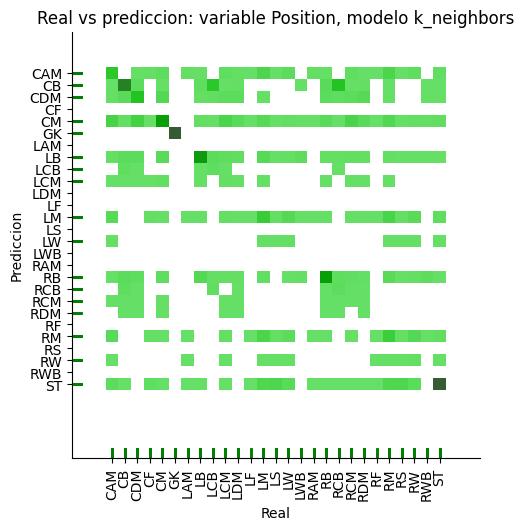 Real vs prediccion: variable Position, modelo k_neighbors
CAM
CB
CDM
CF
CM
GK
LAM
LB
LCB
LCM
LDM
LF
LM
LS
LW
LWB
RAM
RB
RCB
RCM
RDM
RF
RM
RS
RW
RWB
ST
Prediccion
CAM CB CDM CF CM GK LAM LB LCB LCM LDM LF LM LS LW LWB RAM RB RCB RCM RDM RF RM RS RW RWB ST
Real